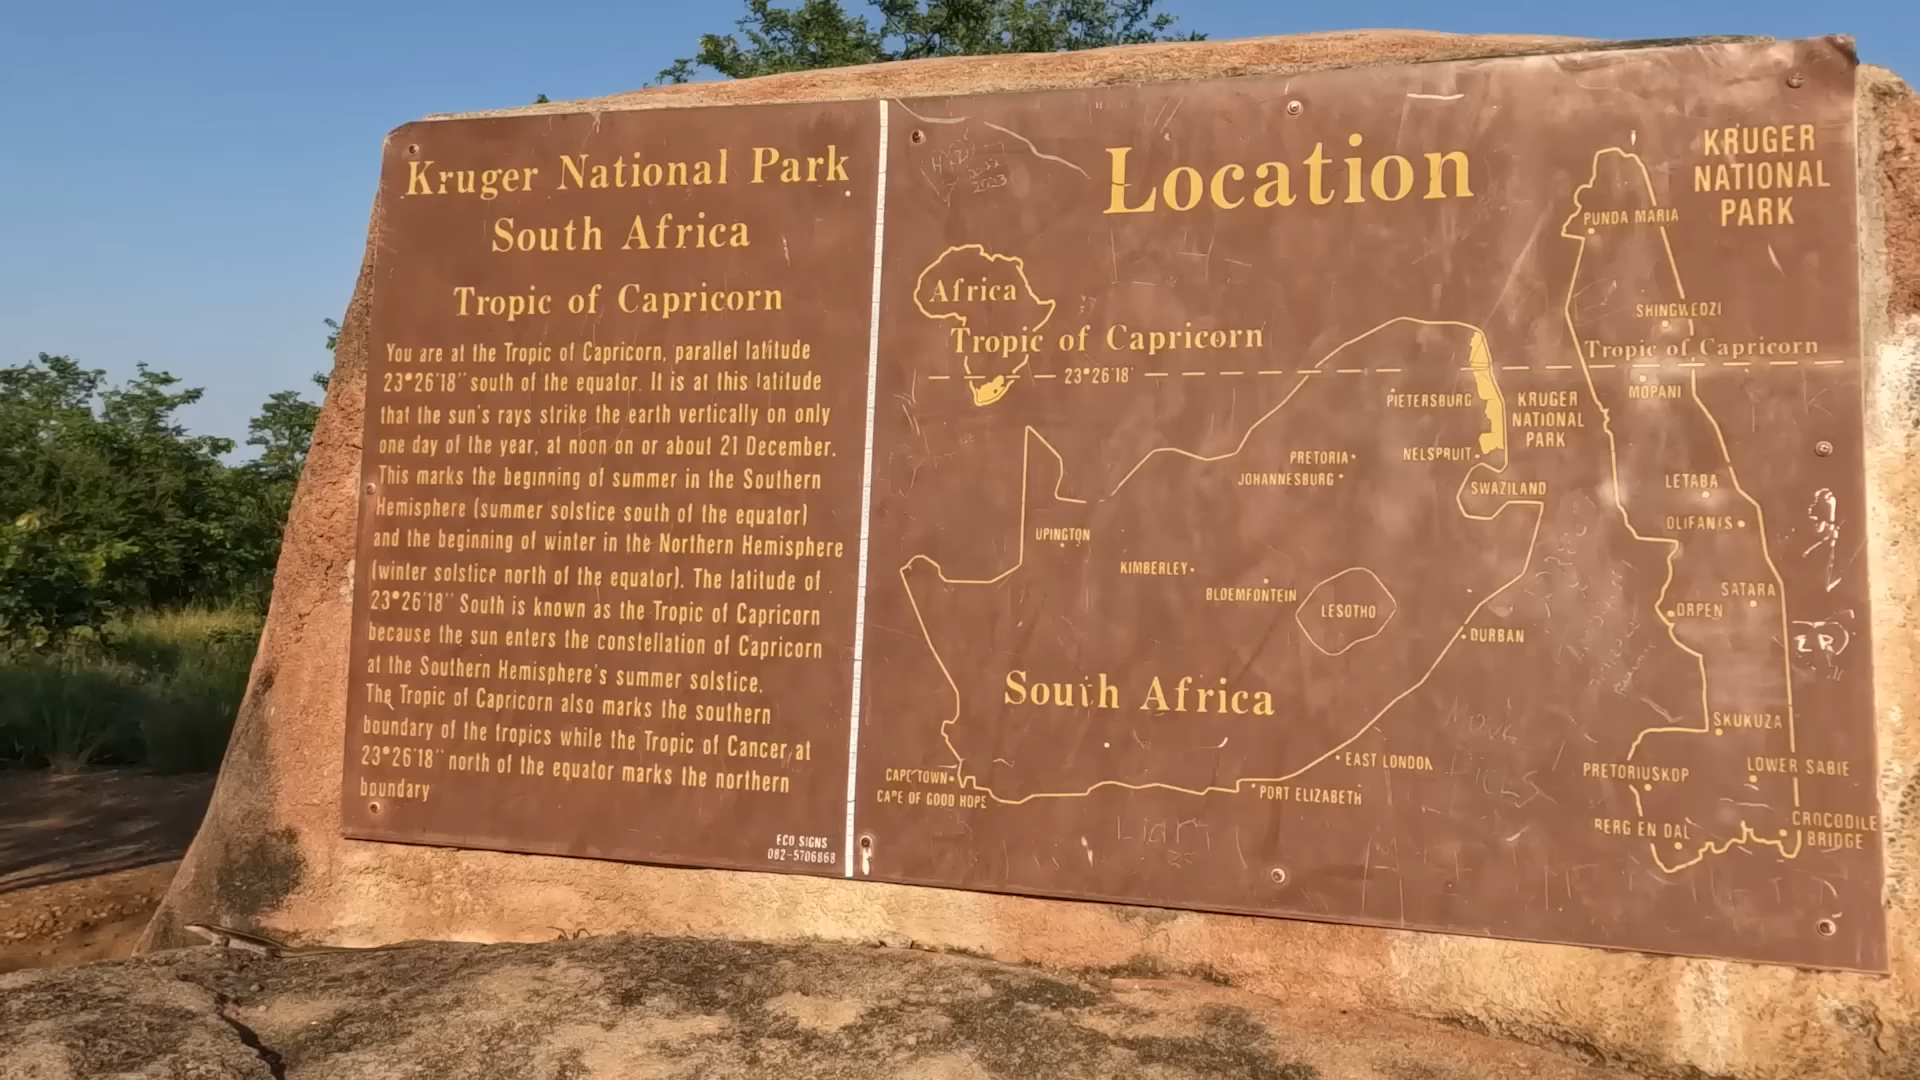 Kruger National Park
South Africa
Tropic of Capricorn
You are at the Tropic of Capricorn, parallel latitude
23°26'18" south of the equator. It is at this latitude
that the sun's rays strike the earth vertically on only
one day of the year, at noon on or about 21 December.
This marks the beginning of summer in the Southern
Hemisphere (summer solstice south of the equator)
and the beginning of winter in the Northern Hemisphere
(winter solstice north of the equator). The latitude of
23°26'18" South is known as the Tropic of Capricorn
because the sun enters the constellation of Capricorn
at the Southern Hemisphere's summer solstice.
The Tropic of Capricorn also marks the southern
boundary of the tropics while the Tropic of Cancer at
23°26'18" north of the equator marks the northern
boundary
ECO SIGNS
082-5706868
Location
Africa
Tropic of Capricorn
23°26'18'
PIETERSBURG
KRUGER
NATIONAL
PARK
PRETORIA
NELSPRUIT
JOHANNESBURG
SWAZILAND
UPINGTON
KIMBERLEY
BLOEMFONTEIN
LESOTHO
DURBAN
South Africa
EAST LONDON
CAPE TOWN
CAPE OF GOOD HOPE
PORT ELIZABETH
Liam
KRUGER
NATIONAL
PARK
PUNDA MARIA
SHINGWEDZI
Tropic of Capricorn
MOPANI
LETABA
OLIFANTS
SATARA
ORPEN
SKUKUZA
LOWER SABIE
PRETORIUSKOP
BERG EN DAL
CROCODILE
BRIDGE